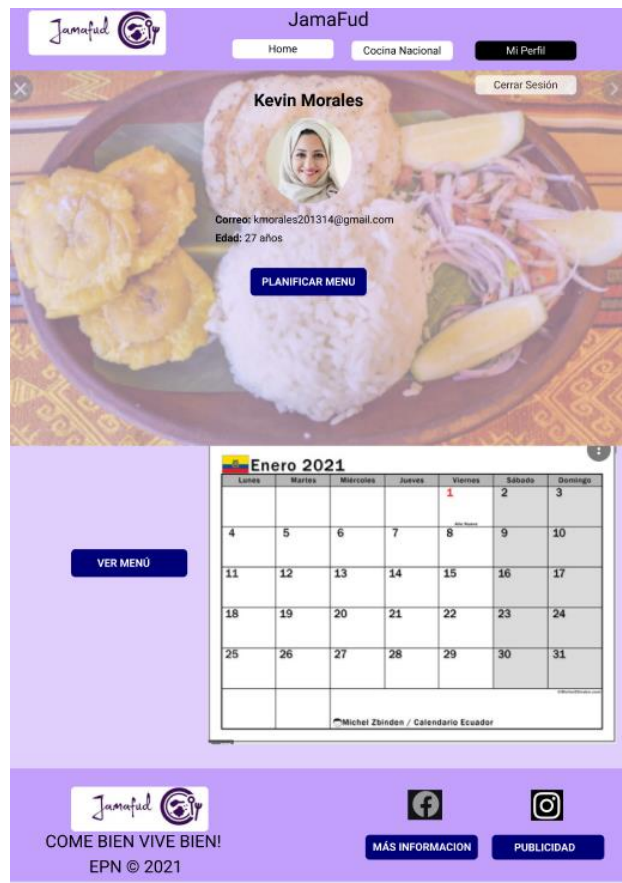 Jamafud
JamaFud
Home
Cocina Nacional
Mi Perfil
Cerrar Sesión
Kevin Morales
Correo: kmorales201314@gmail.com
Edad: 27 años
PLANIFICAR MENU
VER MENÚ
Enero 2021
Lunes Martes Miércoles Jueves Viernes Sábado Domingo
1 2 3
4 5 6 7 8 9 10
11 12 13 14 15 16 17
18 19 20 21 22 23 24
25 26 27 28 29 30 31
Michel Zbinden / Calendario Ecuador
Jamafud
COME BIEN VIVE BIEN!
EPN © 2021
MÁS INFORMACION
PUBLICIDAD